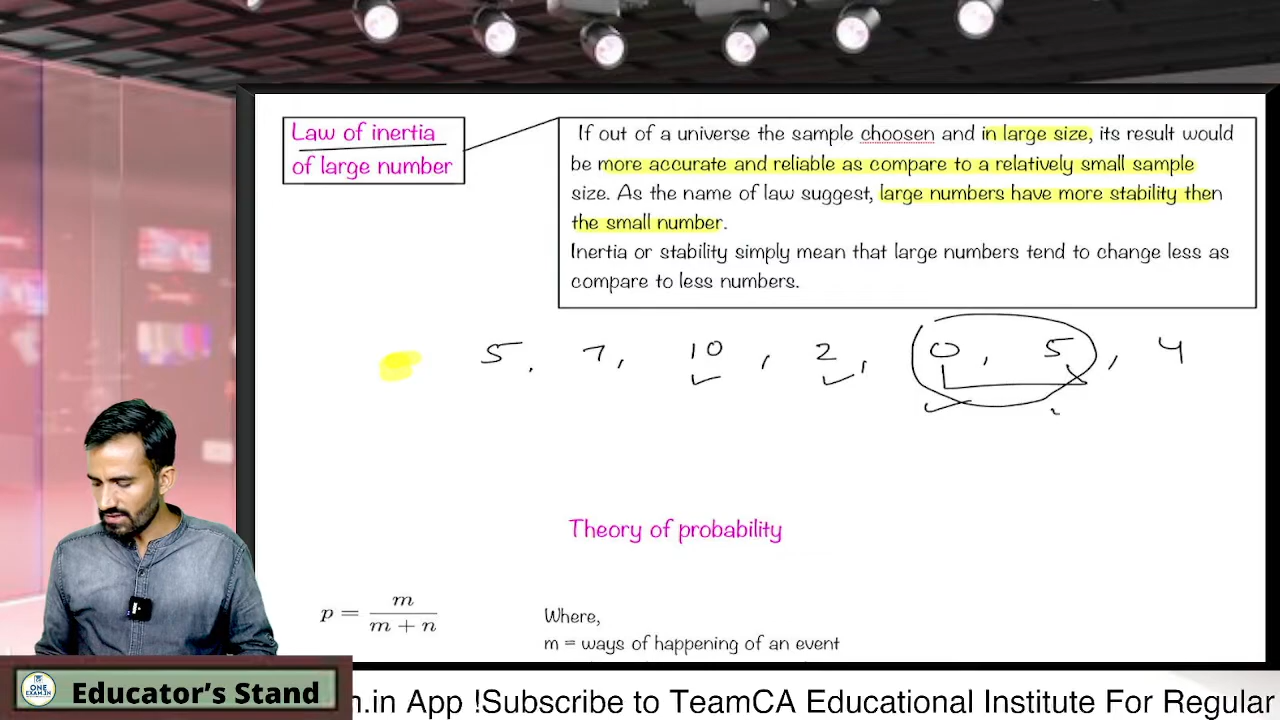 Law of inertia
of large number
If out of a universe the sample choosen and in large size, its result would
be more accurate and reliable as compare to a relatively small sample
size. As the name of law suggest, large numbers have more stability then
the small number.
Inertia or stability simply mean that large numbers tend to change less as
compare to less numbers.
5, 7, 10, 2, 0, 5, 4
Theory of probability
p = m / m + n
Where,
m = ways of happening of an event
ONE
EXAM.IN
Educator's Stand
.in App !Subscribe to TeamCA Educational Institute For Regular